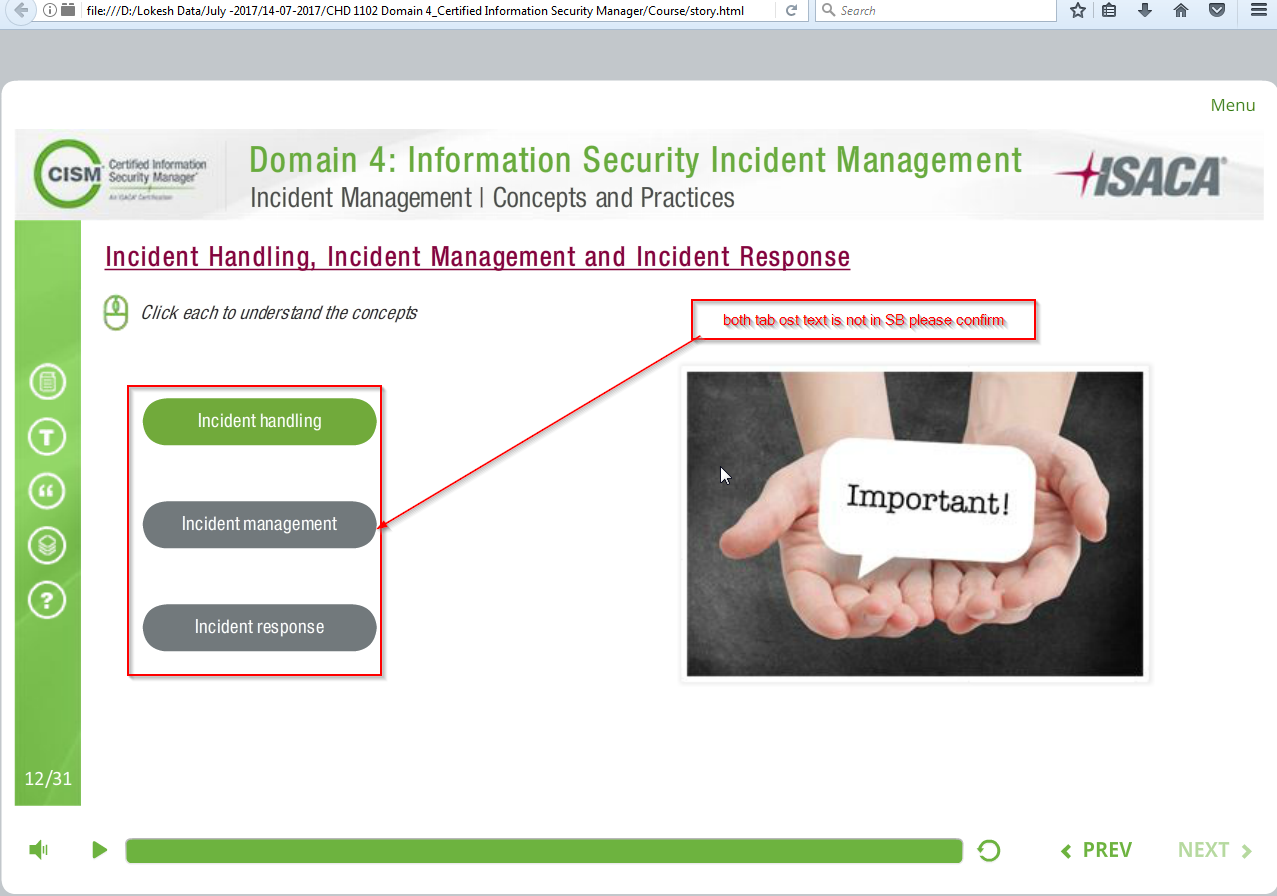 file:///D:/Lokesh Data/July -2017/14-07-2017/CHD 1102 Domain 4_Certified Information Security Manager/Course/story.html
Search
Menu
CISM
Certified Information
Security Manager®
An ISACA® Certification
Domain 4: Information Security Incident Management
ISACA®
Incident Management | Concepts and Practices
Incident Handling, Incident Management and Incident Response
Click each to understand the concepts
both tab ost text is not in SB please confirm
Incident handling
Important!
Incident management
Incident response
T
“
?
12/31
PREV
NEXT